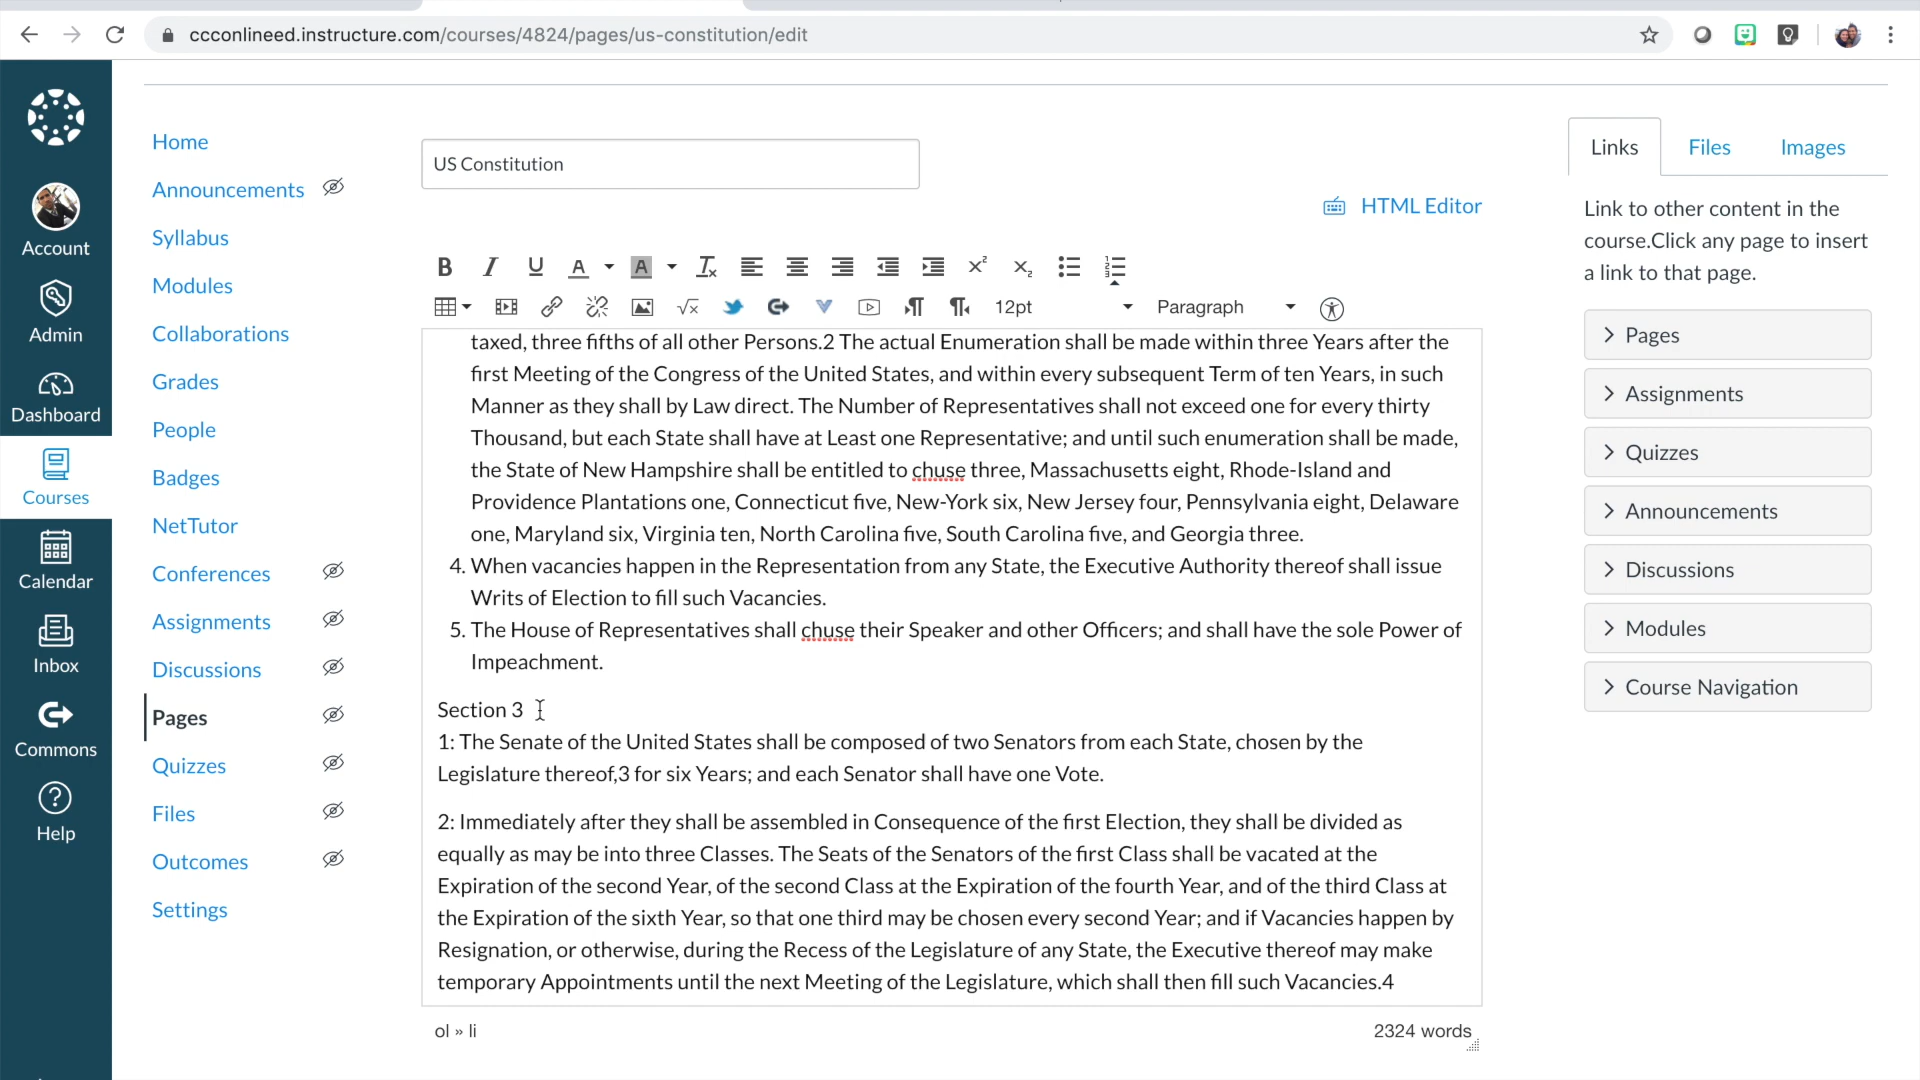 ccconlineed.instructure.com/courses/4824/pages/us-constitution/edit
Account
Admin
Dashboard
Courses
Calendar
Inbox
Commons
Help
Home
Announcements
Syllabus
Modules
Collaborations
Grades
People
Badges
NetTutor
Conferences
Assignments
Discussions
Pages
Quizzes
Files
Outcomes
Settings
US Constitution
HTML Editor
12pt
Paragraph
taxed, three fifths of all other Persons.2 The actual Enumeration shall be made within three Years after the
first Meeting of the Congress of the United States, and within every subsequent Term of ten Years, in such
Manner as they shall by Law direct. The Number of Representatives shall not exceed one for every thirty
Thousand, but each State shall have at Least one Representative; and until such enumeration shall be made,
the State of New Hampshire shall be entitled to chuse three, Massachusetts eight, Rhode-Island and
Providence Plantations one, Connecticut five, New-York six, New Jersey four, Pennsylvania eight, Delaware
one, Maryland six, Virginia ten, North Carolina five, South Carolina five, and Georgia three.
4. When vacancies happen in the Representation from any State, the Executive Authority thereof shall issue
Writs of Election to fill such Vacancies.
5. The House of Representatives shall chuse their Speaker and other Officers; and shall have the sole Power of
Impeachment.
Section 3
1: The Senate of the United States shall be composed of two Senators from each State, chosen by the
Legislature thereof,3 for six Years; and each Senator shall have one Vote.
2: Immediately after they shall be assembled in Consequence of the first Election, they shall be divided as
equally as may be into three Classes. The Seats of the Senators of the first Class shall be vacated at the
Expiration of the second Year, of the second Class at the Expiration of the fourth Year, and of the third Class at
the Expiration of the sixth Year, so that one third may be chosen every second Year; and if Vacancies happen by
Resignation, or otherwise, during the Recess of the Legislature of any State, the Executive thereof may make
temporary Appointments until the next Meeting of the Legislature, which shall then fill such Vacancies.4
ol » li
2324 words
Links
Files
Images
Link to other content in the
course.Click any page to insert
a link to that page.
Pages
Assignments
Quizzes
Announcements
Discussions
Modules
Course Navigation